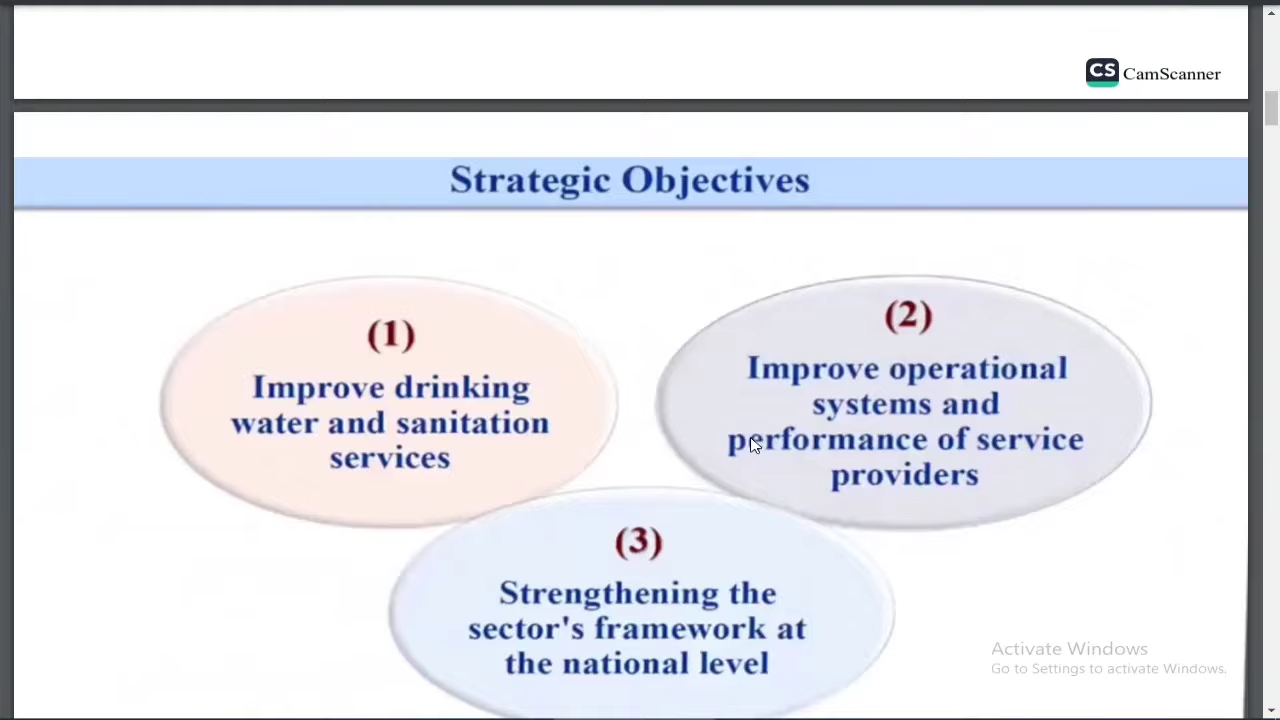 CS CamScanner
Strategic Objectives
(1)
Improve drinking
water and sanitation
services
(2)
Improve operational
systems and
performance of service
providers
(3)
Strengthening the
sector's framework at
the national level
Activate Windows
Go to Settings to activate Windows.